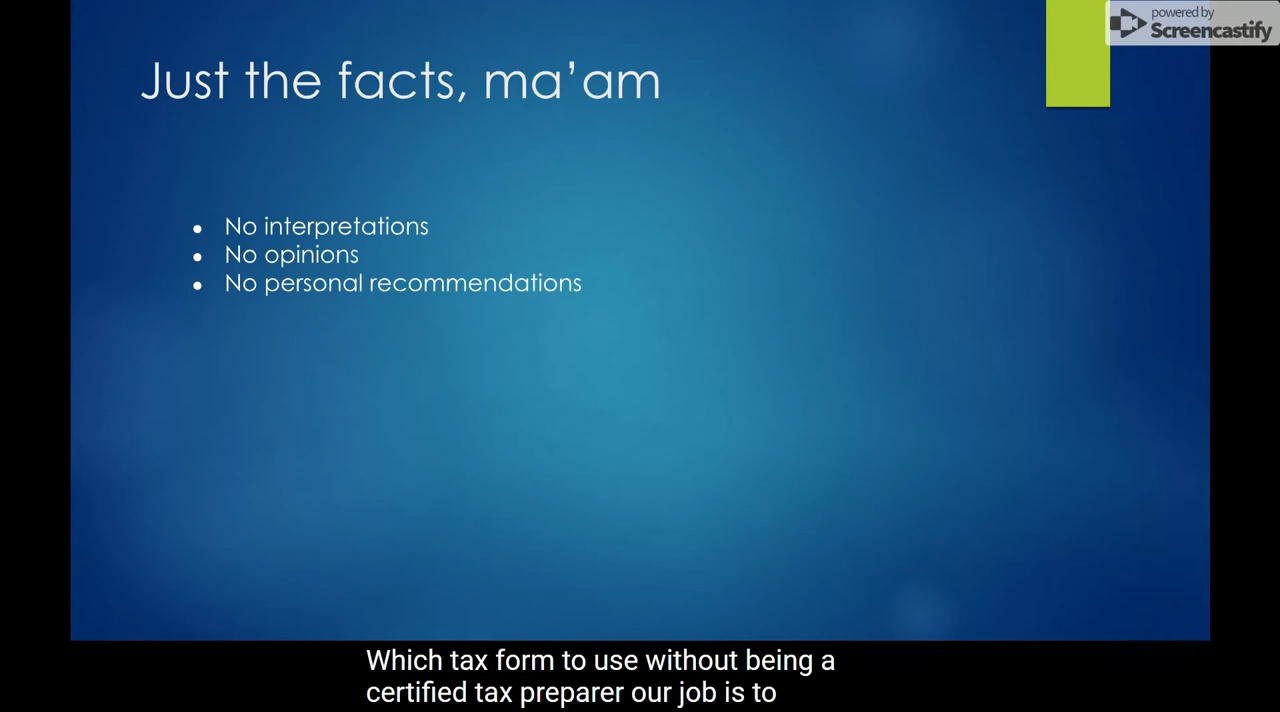 powered by
Screencastify
Just the facts, ma’am
• No interpretations
• No opinions
• No personal recommendations
Which tax form to use without being a
certified tax preparer our job is to